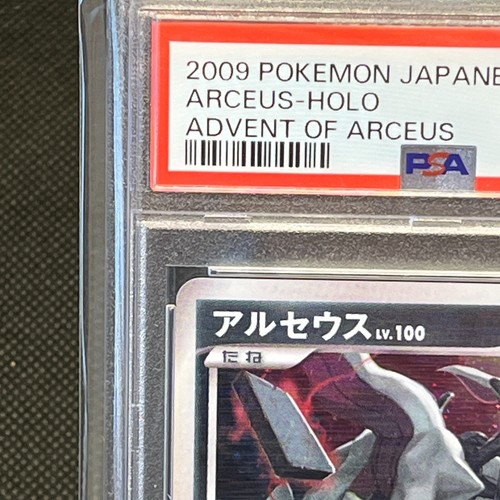 2009 POKEMON JAPANE
ARCEUS-HOLO
ADVENT OF ARCEUS
PSA
アルセウス LV.100
たね